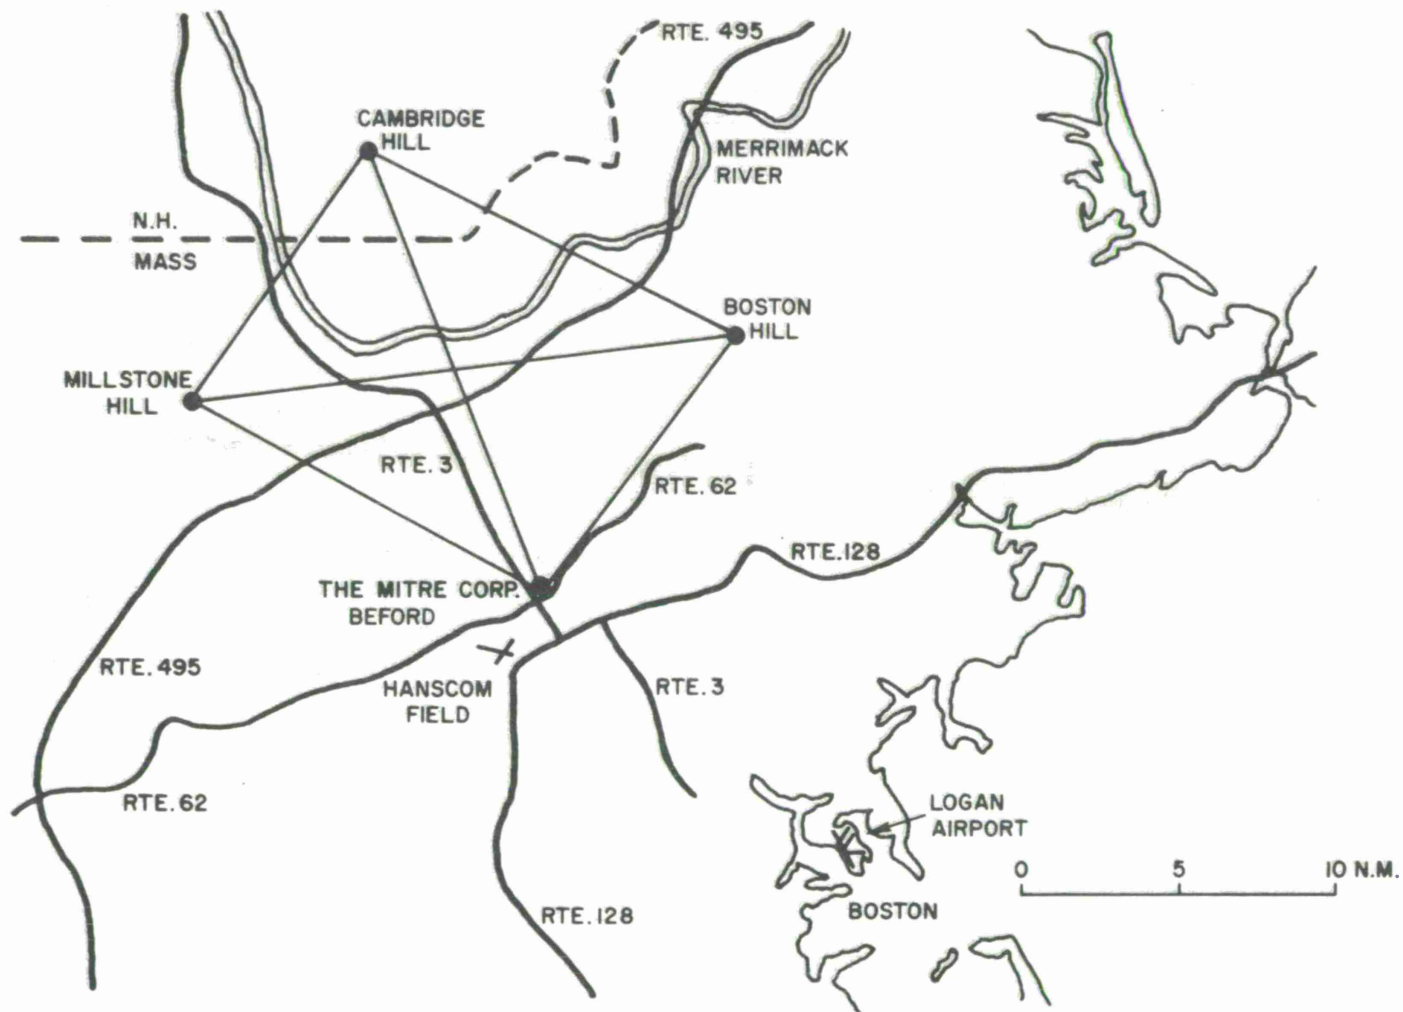 RTE. 495
CAMBRIDGE
HILL
MERRIMACK
RIVER
N.H.
MASS
BOSTON
HILL
MILLSTONE
HILL
RTE. 3
RTE. 62
RTE. 128
THE MITRE CORP.
BEFORD
RTE. 495
HANSCOM
FIELD
RTE. 3
RTE. 62
LOGAN
AIRPORT
0 5 10 N.M.
BOSTON
RTE. 128